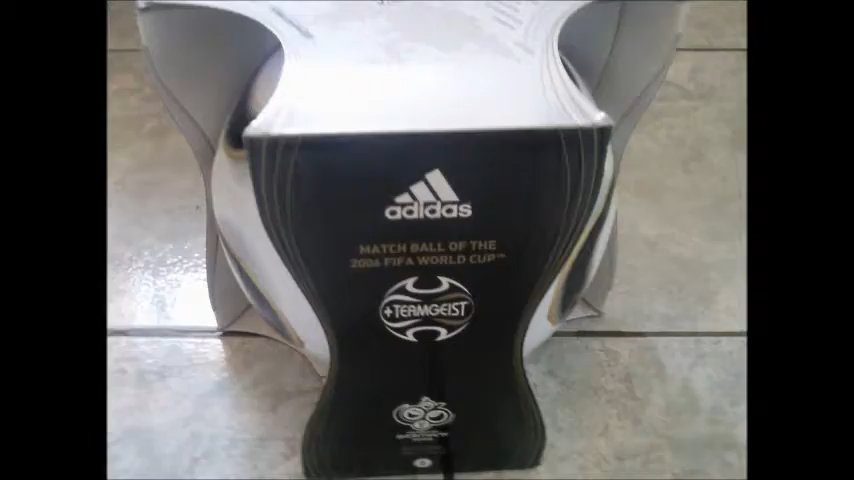 adidas
MATCH BALL OF THE
2006 FIFA WORLD CUP™
+TEAMGEIST